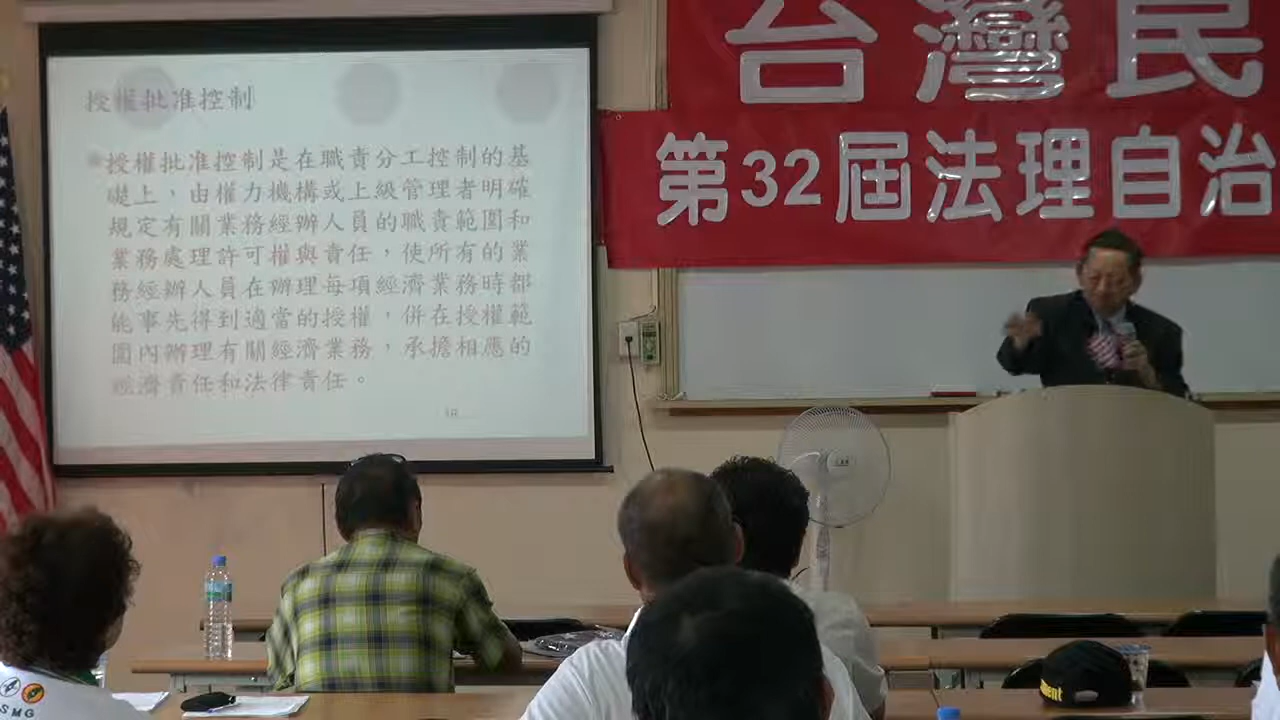 授權批准控制
授權批准控制是在職責分工控制的基
礎上，由權力機構或上級管理者明確
規定有關業務經辦人員的職責範圍和
業務處理許可權與責任，使所有的業
務經辦人員在辦理每項經濟業務時都
能事先得到適當的授權，併在授權範
圍內辦理有關經濟業務，承擔相應的
經濟責任和法律責任。
台灣民
第32屆法理自治
SMG